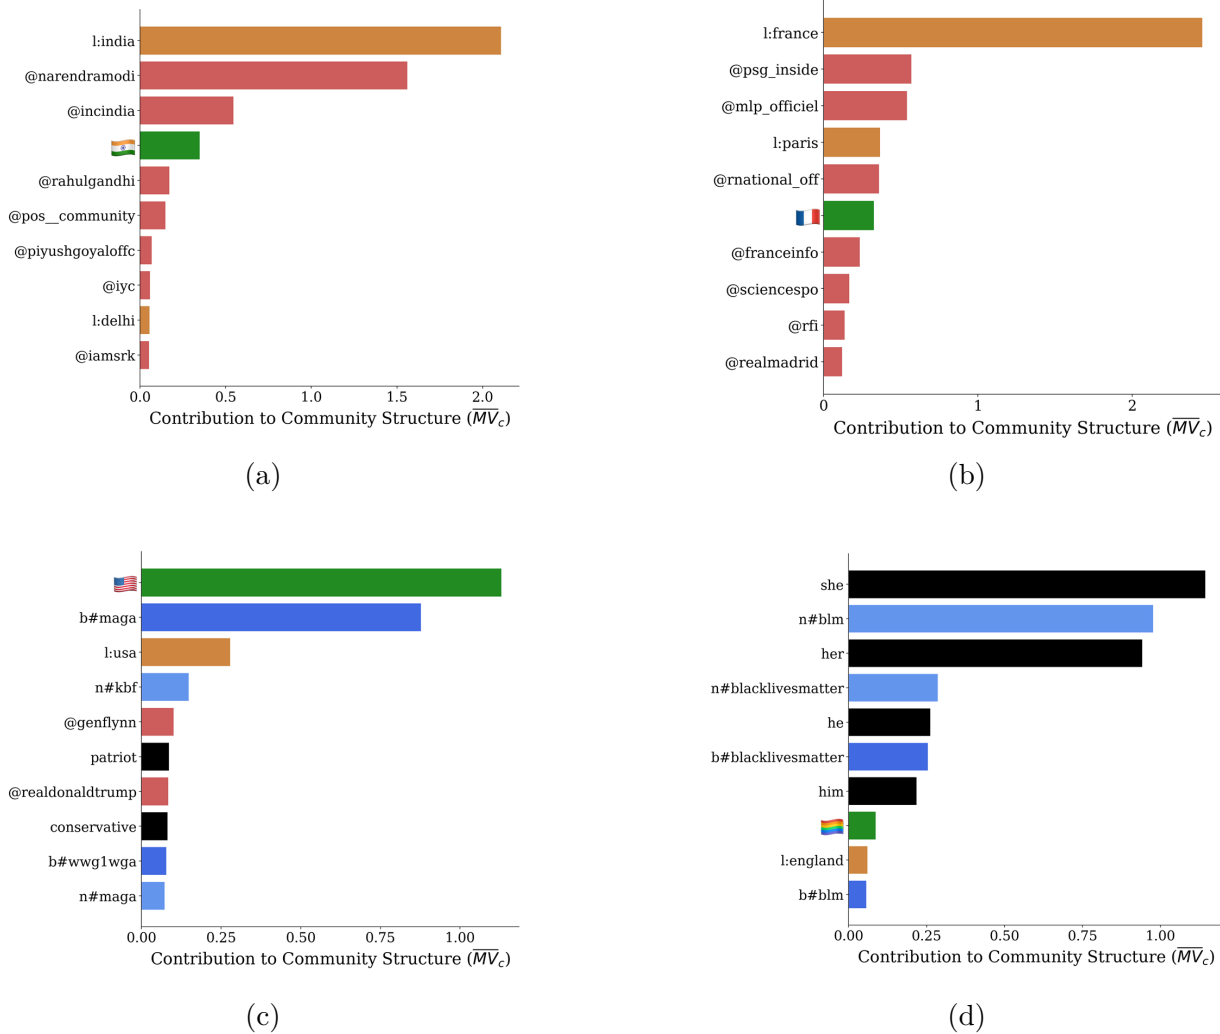 l:india
@narendramodi
@incindia
🇮🇳
@rahulgandhi
@pos__community
@piyushgoyaloffc
@iyc
l:delhi
@iamsrk
0.0 0.5 1.0 1.5 2.0
Contribution to Community Structure (M̅V̅_c)
(a)
l:france
@psg_inside
@mlp_officiel
l:paris
@rnational_off
🇫🇷
@franceinfo
@sciencespo
@rfi
@realmadrid
0 1 2
Contribution to Community Structure (M̅V̅_c)
(b)
🇺🇸
b#maga
l:usa
n#kbf
@genflynn
patriot
@realdonaldtrump
conservative
b#wwg1wga
n#maga
0.00 0.25 0.50 0.75 1.00
Contribution to Community Structure (M̅V̅_c)
(c)
she
n#blm
her
n#blacklivesmatter
he
b#blacklivesmatter
him
🏳️‍🌈
l:england
b#blm
0.00 0.25 0.50 0.75 1.00
Contribution to Community Structure (M̅V̅_c)
(d)